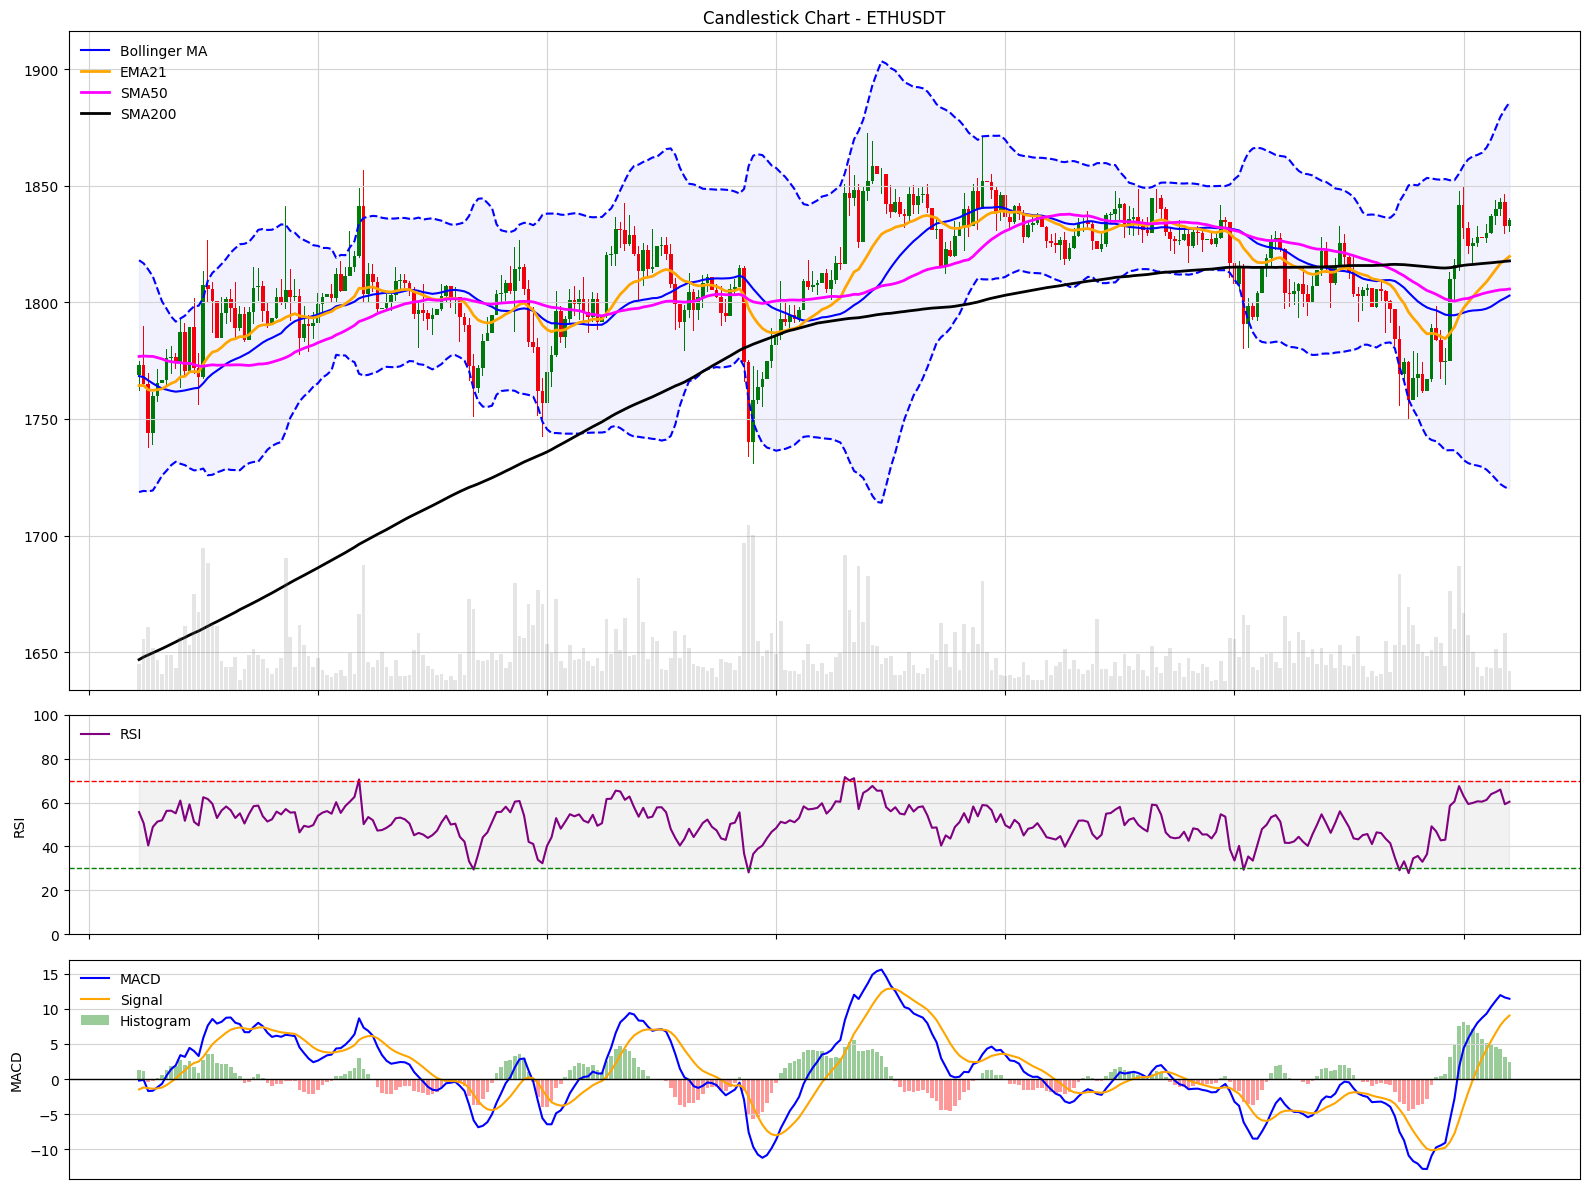 Candlestick Chart - ETHUSDT
Bollinger MA
EMA21
SMA50
SMA200
1900
1850
1800
1750
1700
1650
RSI
100
80
60
40
20
0
RSI
MACD
Signal
Histogram
15
10
5
0
−5
−10
MACD